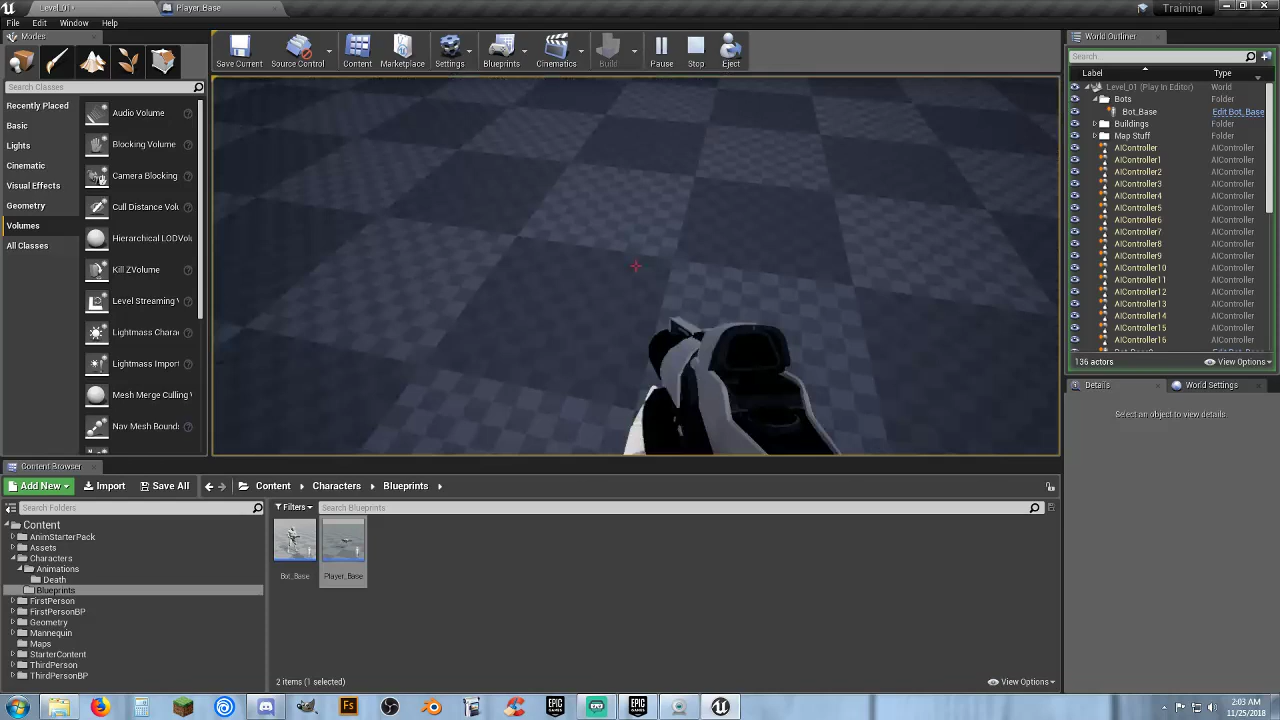 Level_01*
Player_Base
Training
File Edit Window Help
Modes
Search Classes
Recently Placed
Basic
Lights
Cinematic
Visual Effects
Geometry
Volumes
All Classes
Audio Volume
Blocking Volume
Camera Blocking
Cull Distance Volu
Hierarchical LODVolu
Kill ZVolume
Level Streaming V
Lightmass Charac
Lightmass Import
Mesh Merge Culling V
Nav Mesh Bounds
Save Current
Source Control
Content
Marketplace
Settings
Blueprints
Cinematics
Build
Pause
Stop
Eject
World Outliner
Search...
Label Type
Level_01 (Play In Editor) World
Bots Folder
Bot_Base Edit Bot_Base
Buildings Folder
Map Stuff Folder
AIController AIController
AIController1 AIController
AIController2 AIController
AIController3 AIController
AIController4 AIController
AIController5 AIController
AIController6 AIController
AIController7 AIController
AIController8 AIController
AIController9 AIController
AIController10 AIController
AIController11 AIController
AIController12 AIController
AIController13 AIController
AIController14 AIController
AIController15 AIController
AIController16 AIController
136 actors
View Options
Details
World Settings
Select an object to view details.
Content Browser
Add New
Import
Save All
Content
Characters
Blueprints
Search Folders
Filters
Search Blueprints
Content
AnimStarterPack
Assets
Characters
Animations
Death
Blueprints
FirstPerson
FirstPersonBP
Geometry
Mannequin
Maps
StarterContent
ThirdPerson
ThirdPersonBP
Bot_Base
Player_Base
2 items (1 selected)
View Options
Fs
EPIC
GAMES
EPIC
GAMES
2:03 AM
11/25/2018